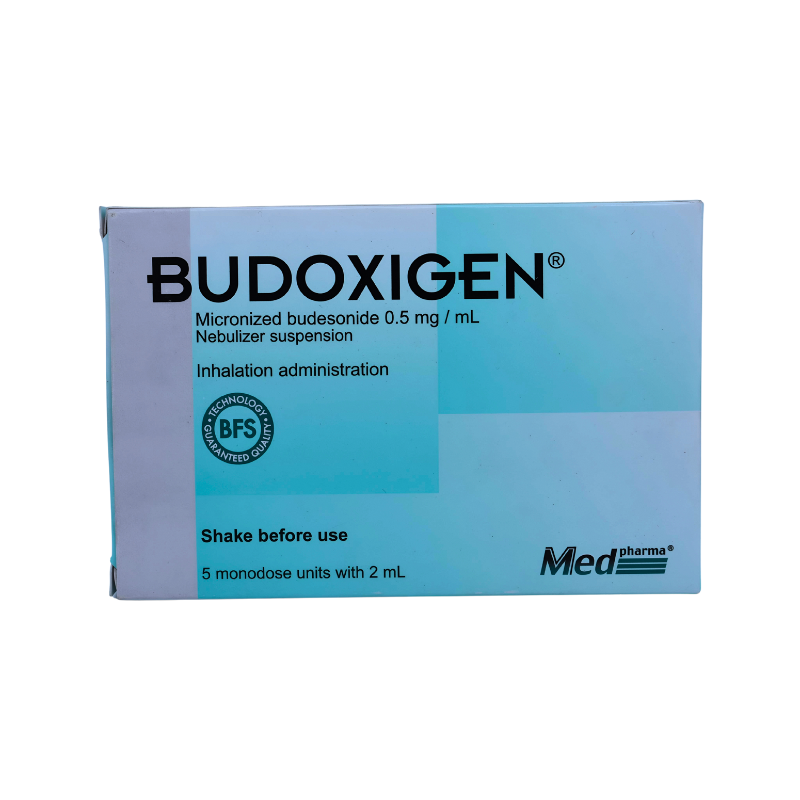 BUDOXIGEN®
Micronized budesonide 0.5 mg / mL
Nebulizer suspension
Inhalation administration
• TECHNOLOGY •
BFS
GUARANTEED QUALITY
Shake before use
5 monodose units with 2 mL
Med pharma®